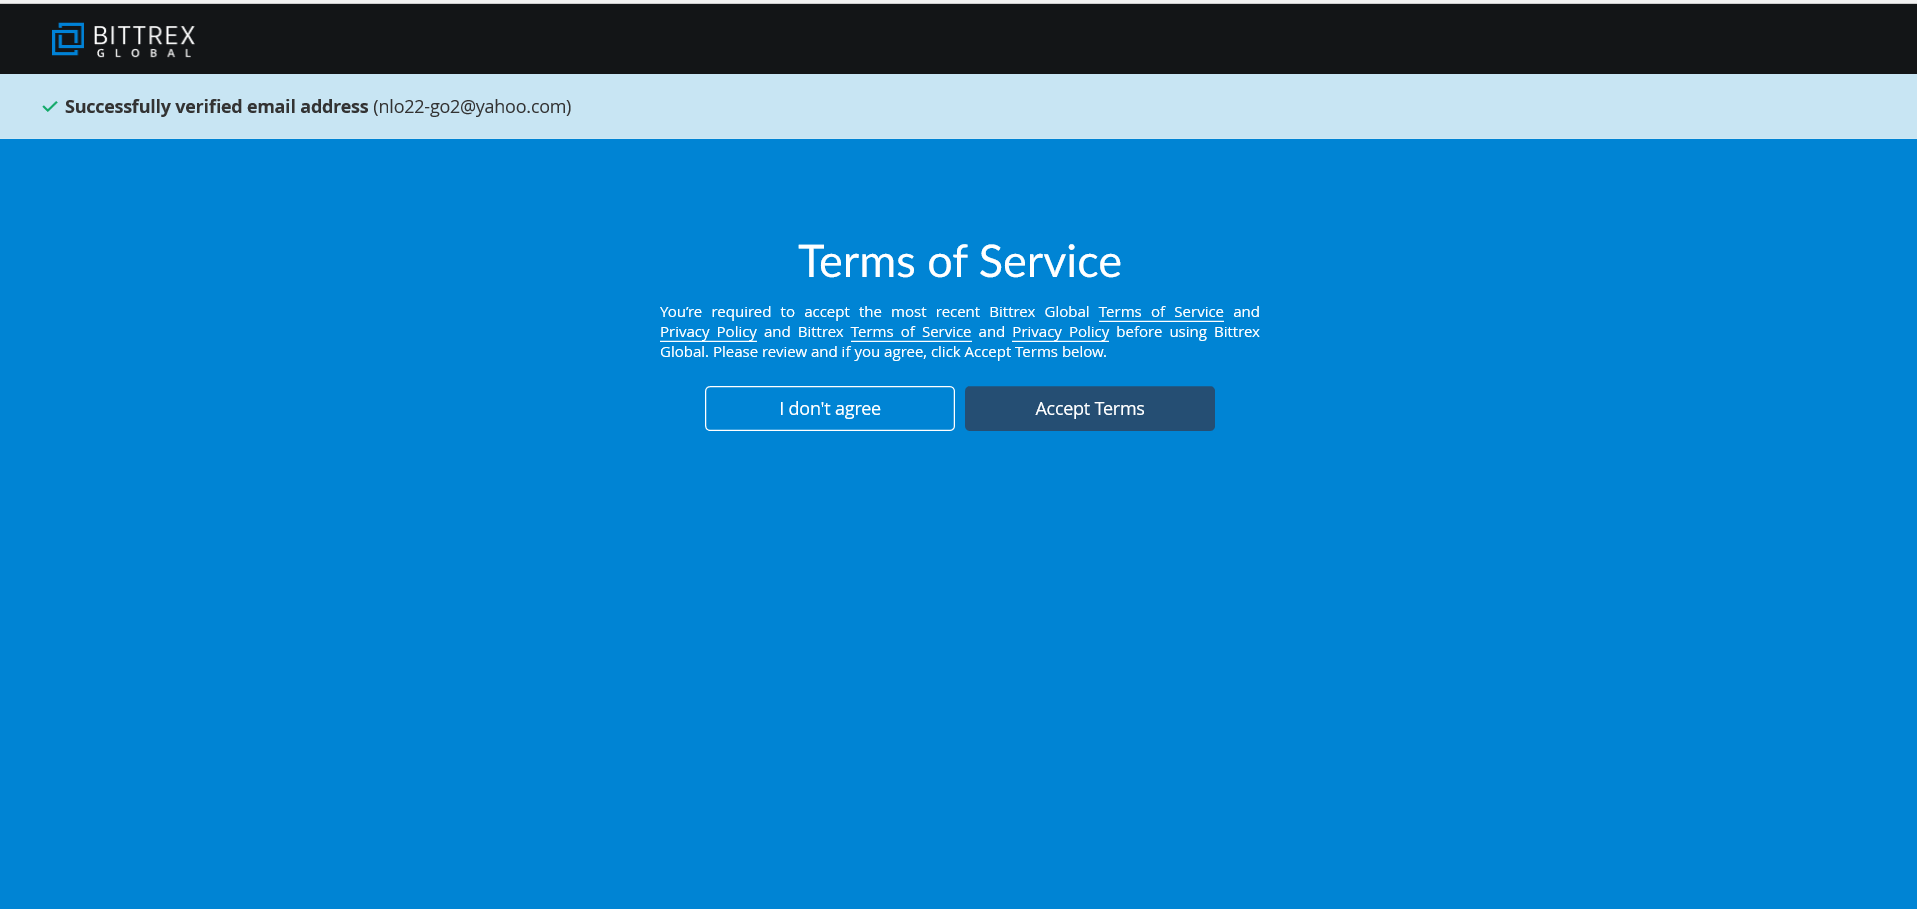 BITTREX
GLOBAL
Successfully verified email address (nlo22-go2@yahoo.com)
Terms of Service
You're required to accept the most recent Bittrex Global Terms of Service and
Privacy Policy and Bittrex Terms of Service and Privacy Policy before using Bittrex
Global. Please review and if you agree, click Accept Terms below.
I don't agree
Accept Terms